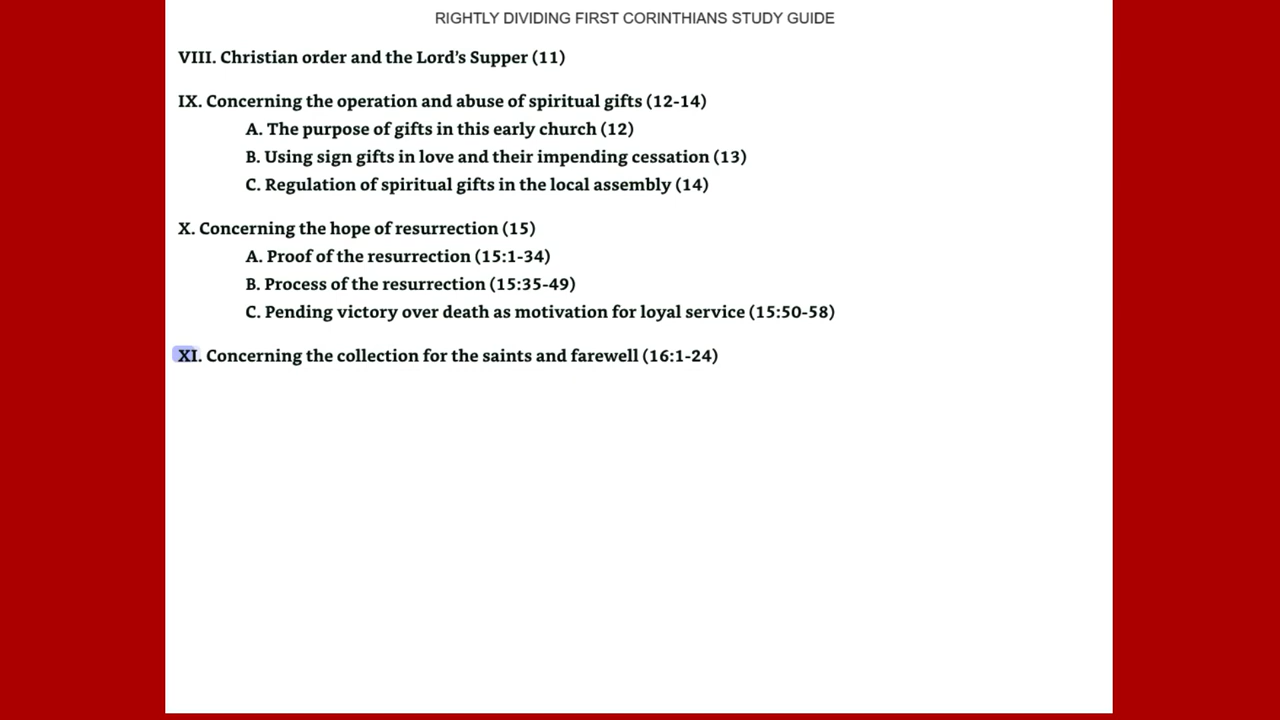 RIGHTLY DIVIDING FIRST CORINTHIANS STUDY GUIDE
VIII. Christian order and the Lord’s Supper (11)
IX. Concerning the operation and abuse of spiritual gifts (12-14)
A. The purpose of gifts in this early church (12)
B. Using sign gifts in love and their impending cessation (13)
C. Regulation of spiritual gifts in the local assembly (14)
X. Concerning the hope of resurrection (15)
A. Proof of the resurrection (15:1-34)
B. Process of the resurrection (15:35-49)
C. Pending victory over death as motivation for loyal service (15:50-58)
XI. Concerning the collection for the saints and farewell (16:1-24)